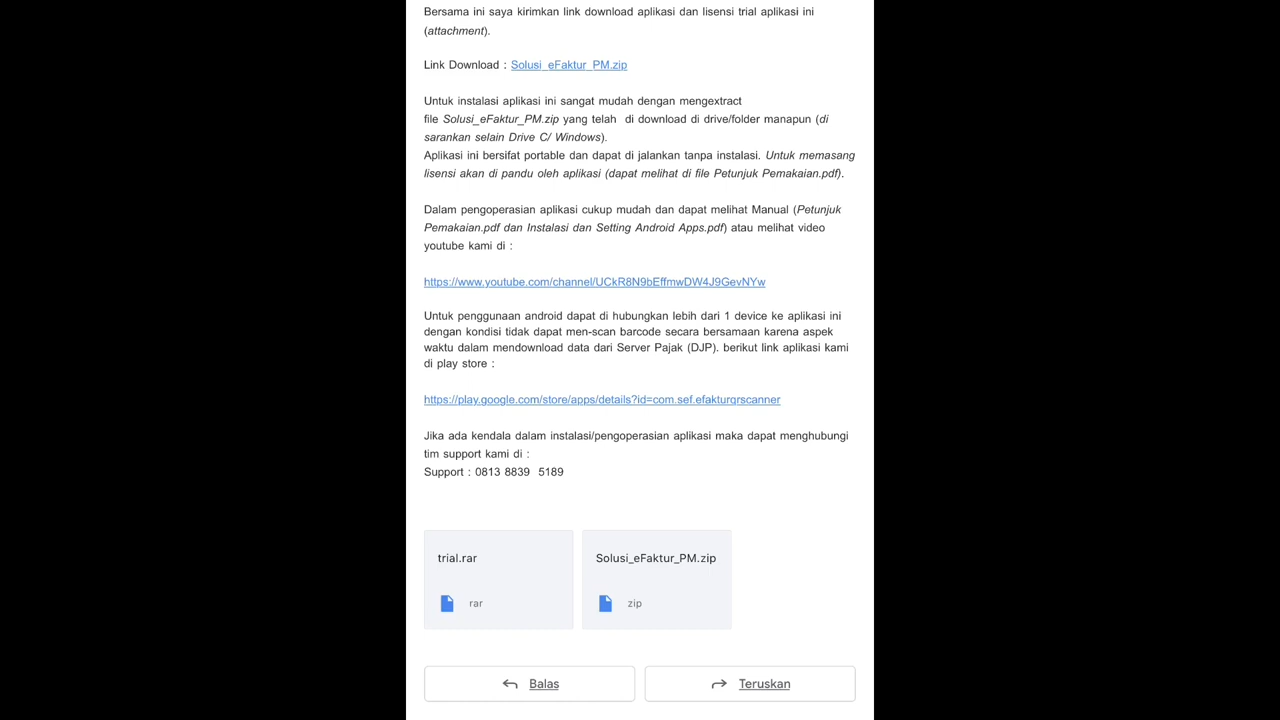 Bersama ini saya kirimkan link download aplikasi dan lisensi trial aplikasi ini
(attachment).
Link Download : Solusi_eFaktur_PM.zip
Untuk instalasi aplikasi ini sangat mudah dengan mengextract
file Solusi_eFaktur_PM.zip yang telah di download di drive/folder manapun (di
sarankan selain Drive C/ Windows).
Aplikasi ini bersifat portable dan dapat di jalankan tanpa instalasi. Untuk memasang
lisensi akan di pandu oleh aplikasi (dapat melihat di file Petunjuk Pemakaian.pdf).
Dalam pengoperasian aplikasi cukup mudah dan dapat melihat Manual (Petunjuk
Pemakaian.pdf dan Instalasi dan Setting Android Apps.pdf) atau melihat video
youtube kami di :
https://www.youtube.com/channel/UCkR8N9bEffmwDW4J9GevNYw
Untuk penggunaan android dapat di hubungkan lebih dari 1 device ke aplikasi ini
dengan kondisi tidak dapat men-scan barcode secara bersamaan karena aspek
waktu dalam mendownload data dari Server Pajak (DJP). berikut link aplikasi kami
di play store :
https://play.google.com/store/apps/details?id=com.sef.efakturqrscanner
Jika ada kendala dalam instalasi/pengoperasian aplikasi maka dapat menghubungi
tim support kami di :
Support : 0813 8839 5189
trial.rar
rar
Solusi_eFaktur_PM.zip
zip
Balas
Teruskan